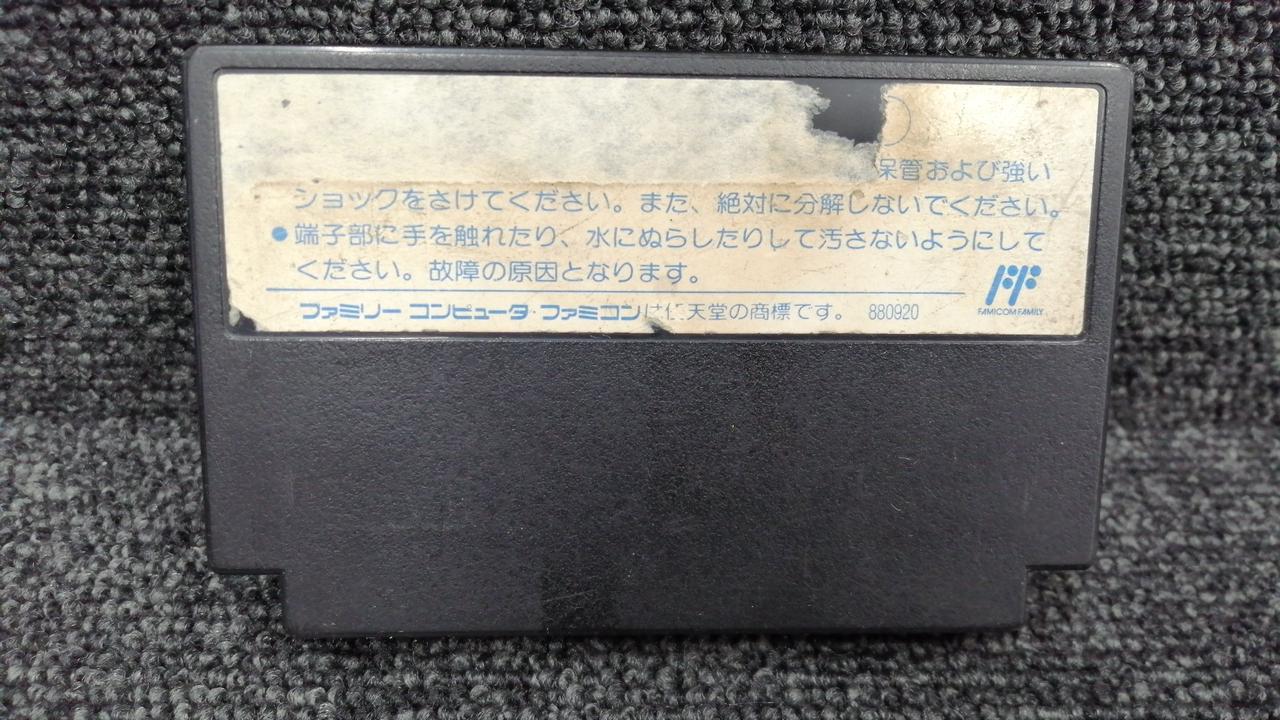 保管および強い
ショックをさけてください。また、絶対に分解しないでください。
●端子部に手を触れたり、水にぬらしたりして汚さないようにして
ください。故障の原因となります。
ファミリーコンピュータ・ファミコンは任天堂の商標です。 880920
FAMICOM FAMILY